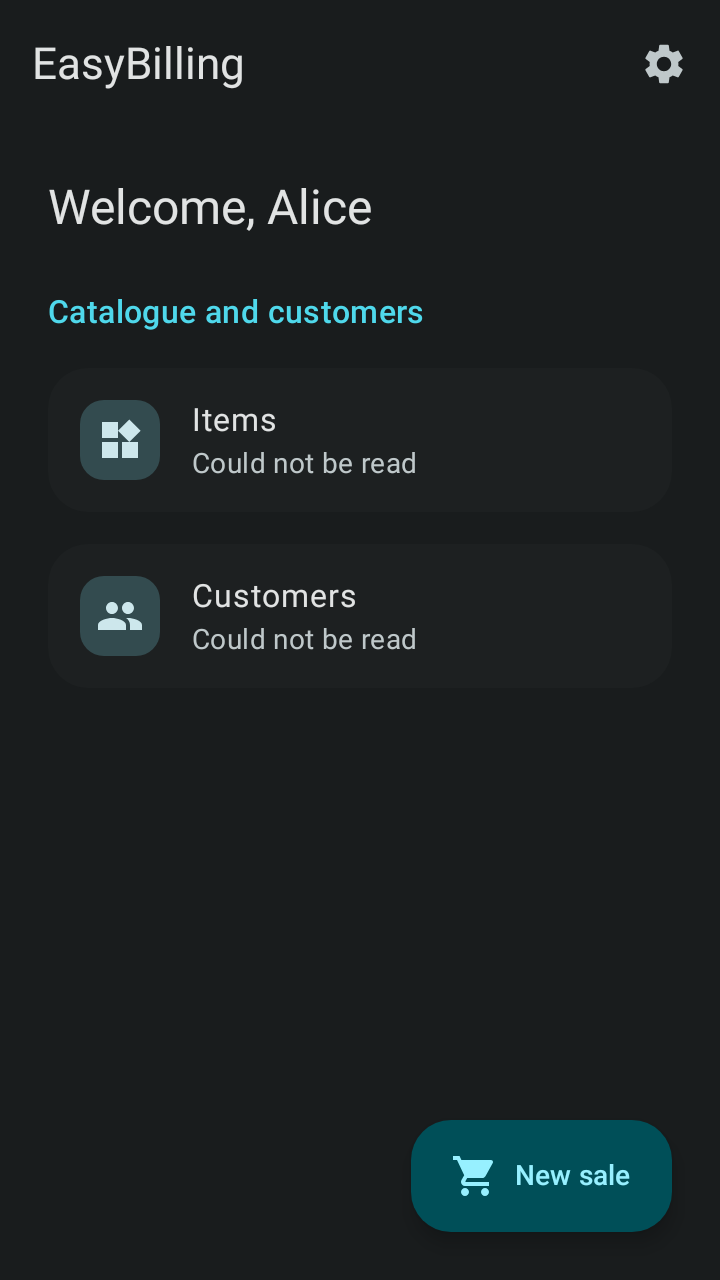 EasyBilling
Welcome, Alice
Catalogue and customers
Items
Could not be read
Customers
Could not be read
New sale